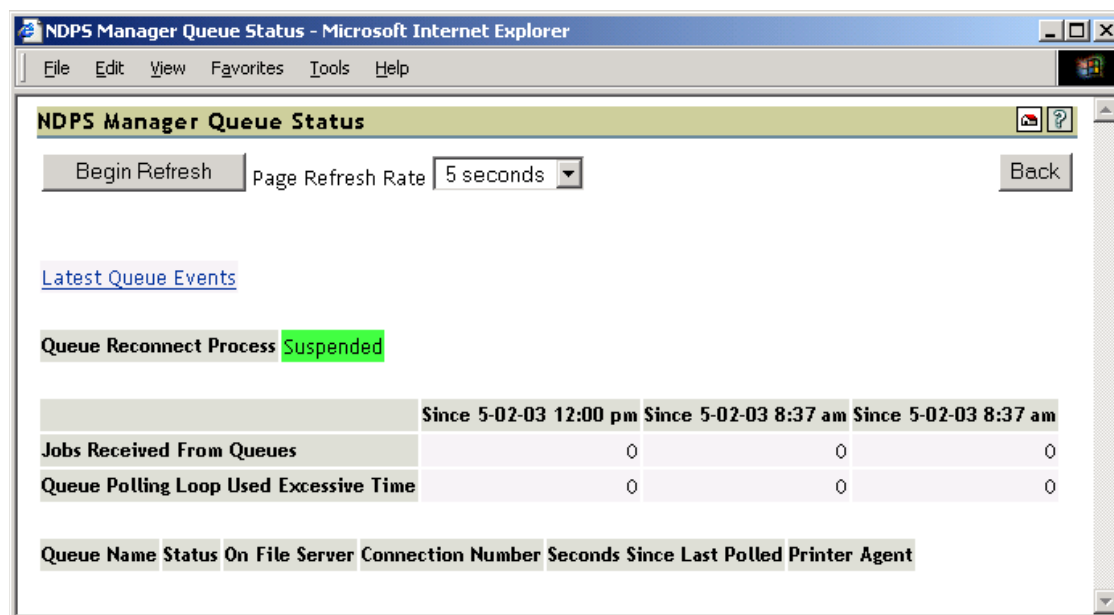 NDPS Manager Queue Status - Microsoft Internet Explorer
File Edit View Favorites Tools Help
NDPS Manager Queue Status ?
Begin Refresh Page Refresh Rate 5 seconds Back
Latest Queue Events
Queue Reconnect Process Suspended
Since 5-02-03 12:00 pm Since 5-02-03 8:37 am Since 5-02-03 8:37 am
Jobs Received From Queues 0 0 0
Queue Polling Loop Used Excessive Time 0 0 0
Queue Name Status On File Server Connection Number Seconds Since Last Polled Printer Agent